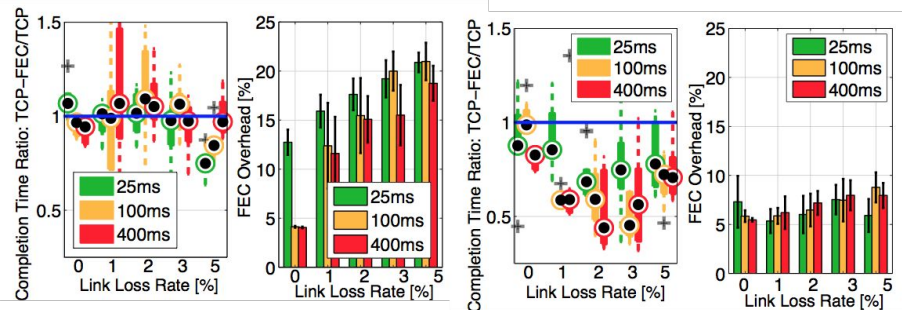 Completion Time Ratio: TCP-FEC/TCP
1.5
1
0.5
25ms
100ms
400ms
0 1 2 3 5
Link Loss Rate [%]
FEC Overhead [%]
25
20
15
10
5
0
25ms
100ms
400ms
0 1 2 3 5
Link Loss Rate [%]
Completion Time Ratio: TCP-FEC/TCP
1.5
1
0.5
25ms
100ms
400ms
0 1 2 3 5
Link Loss Rate [%]
FEC Overhead [%]
25
20
15
10
5
0
25ms
100ms
400ms
0 1 2 3 5
Link Loss Rate [%]